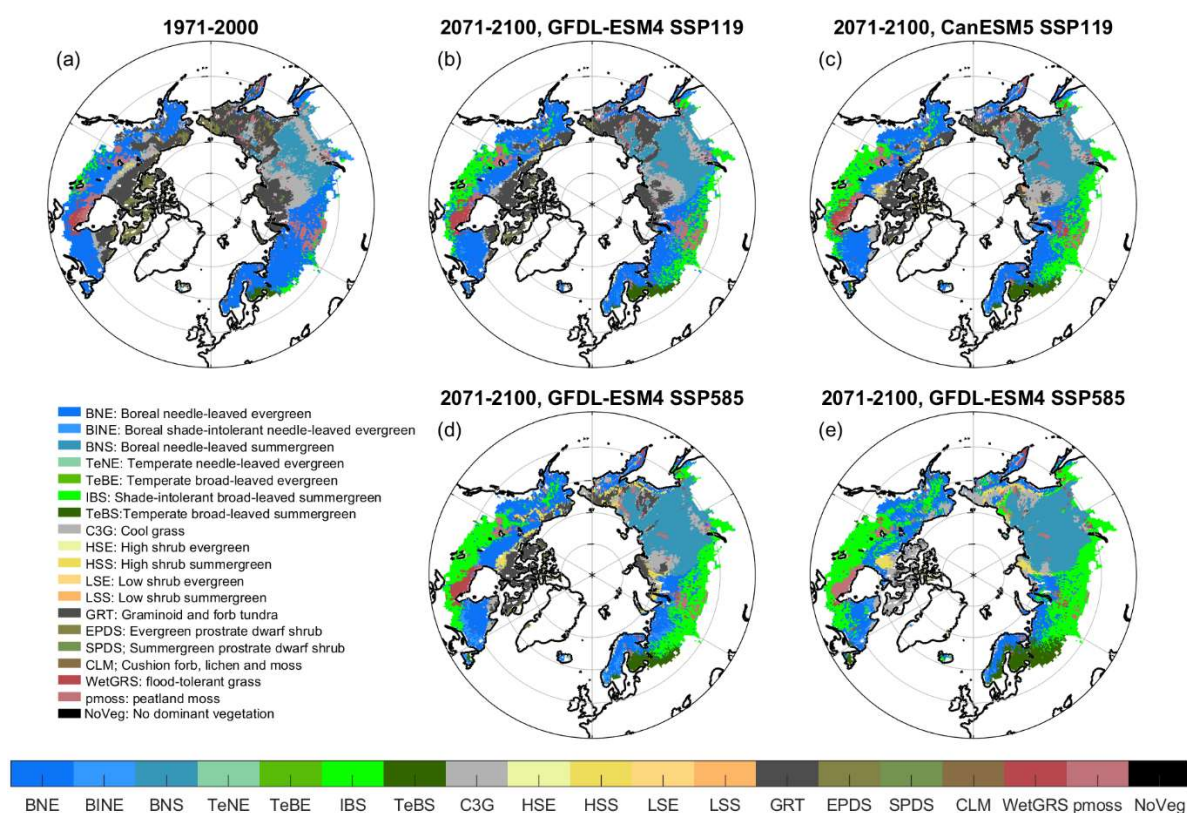 1971-2000
2071-2100, GFDL-ESM4 SSP119
2071-2100, CanESM5 SSP119
(a)
(b)
(c)
2071-2100, GFDL-ESM4 SSP585
2071-2100, GFDL-ESM4 SSP585
(d)
(e)
BNE: Boreal needle-leaved evergreen
BINE: Boreal shade-intolerant needle-leaved evergreen
BNS: Boreal needle-leaved summergreen
TeNE: Temperate needle-leaved evergreen
TeBE: Temperate broad-leaved evergreen
IBS: Shade-intolerant broad-leaved summergreen
TeBS:Temperate broad-leaved summergreen
C3G: Cool grass
HSE: High shrub evergreen
HSS: High shrub summergreen
LSE: Low shrub evergreen
LSS: Low shrub summergreen
GRT: Graminoid and forb tundra
EPDS: Evergreen prostrate dwarf shrub
SPDS; Summergreen prostrate dwarf shrub
CLM; Cushion forb, lichen and moss
WetGRS: flood-tolerant grass
pmoss: peatland moss
NoVeg: No dominant vegetation
BNE BINE BNS TeNE TeBE IBS TeBS C3G HSE HSS LSE LSS GRT EPDS SPDS CLM WetGRS pmoss NoVeg